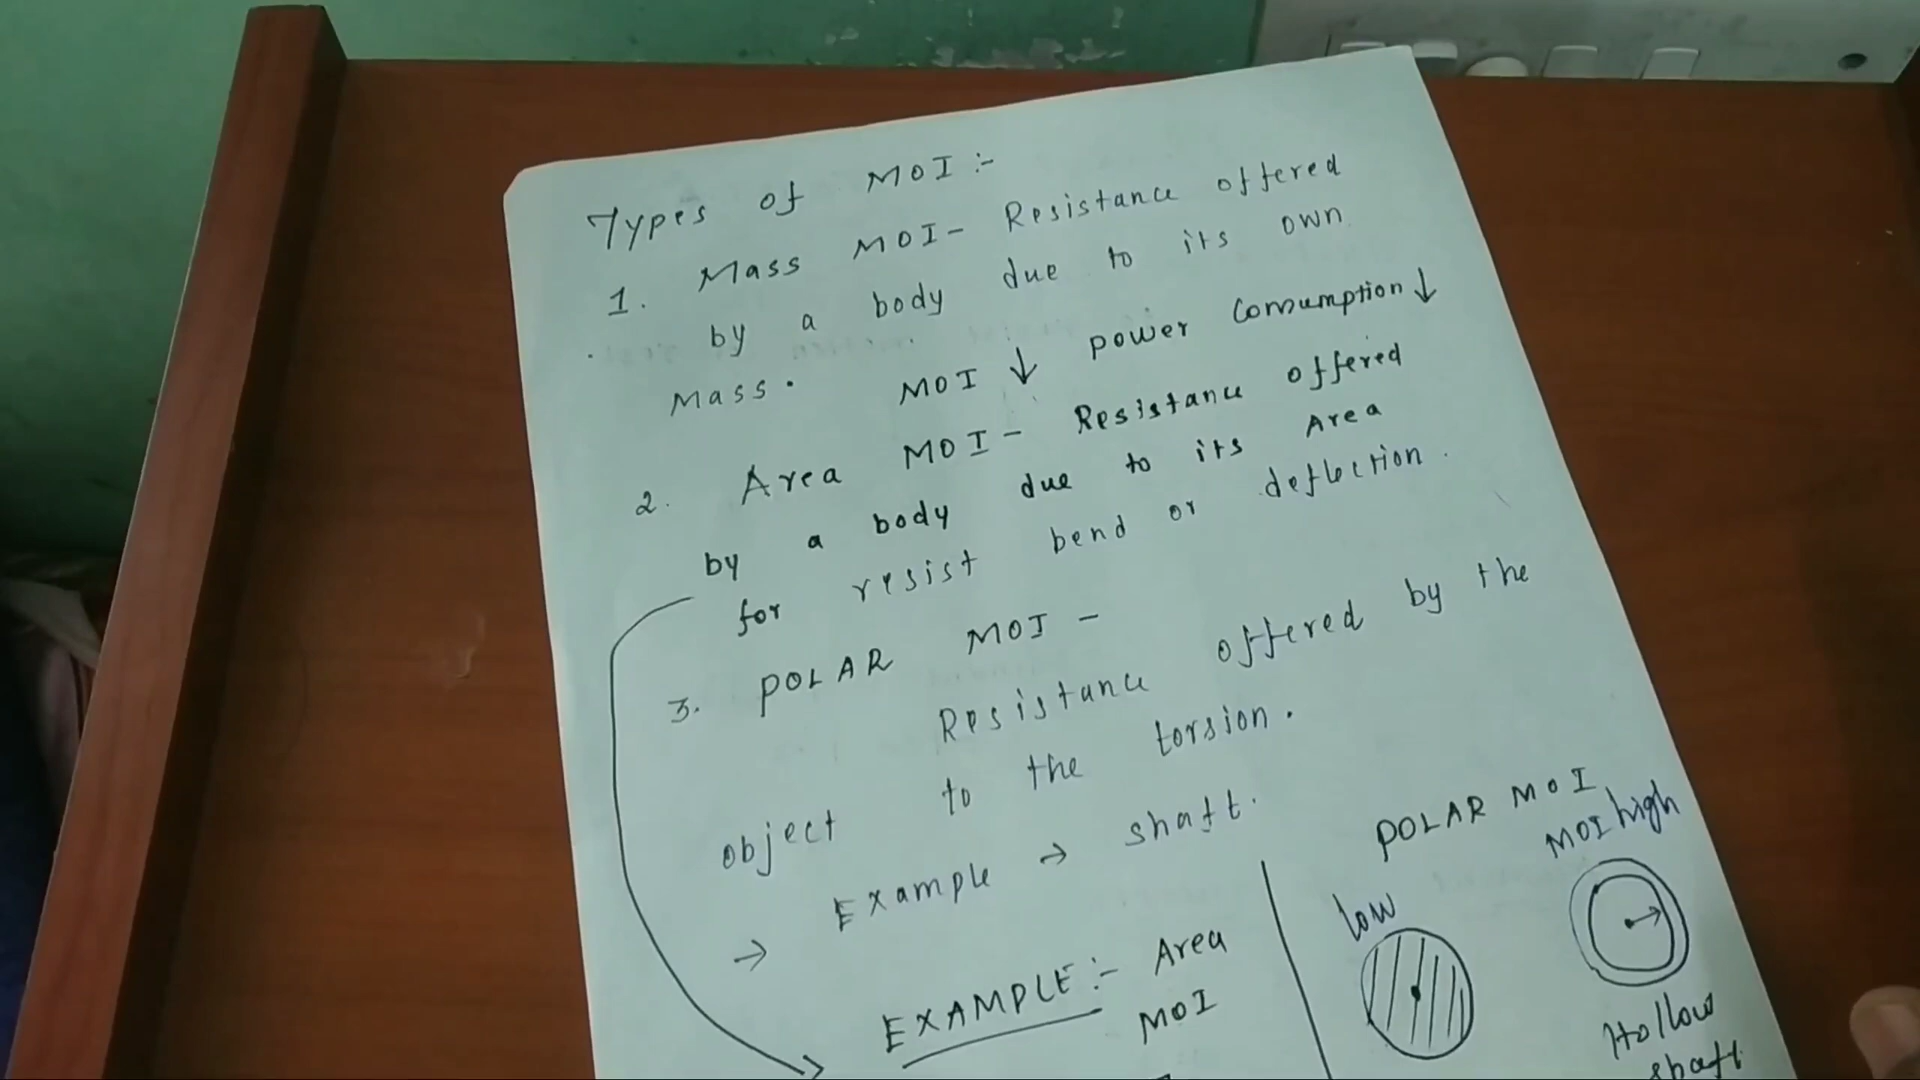 Types of MOI :-
1. Mass MOI - Resistance offered
by a body due to its own
Mass. MOI ↓ power consumption ↓
2. Area MOI - Resistance offered
by a body due to its Area
for resist bend or deflection.
3. POLAR MOI -
Resistance offered by the
object to the torsion.
→ Example → shaft.
EXAMPLE :- Area
MOI
POLAR MOI
MOI high
low
Hollow
shaft